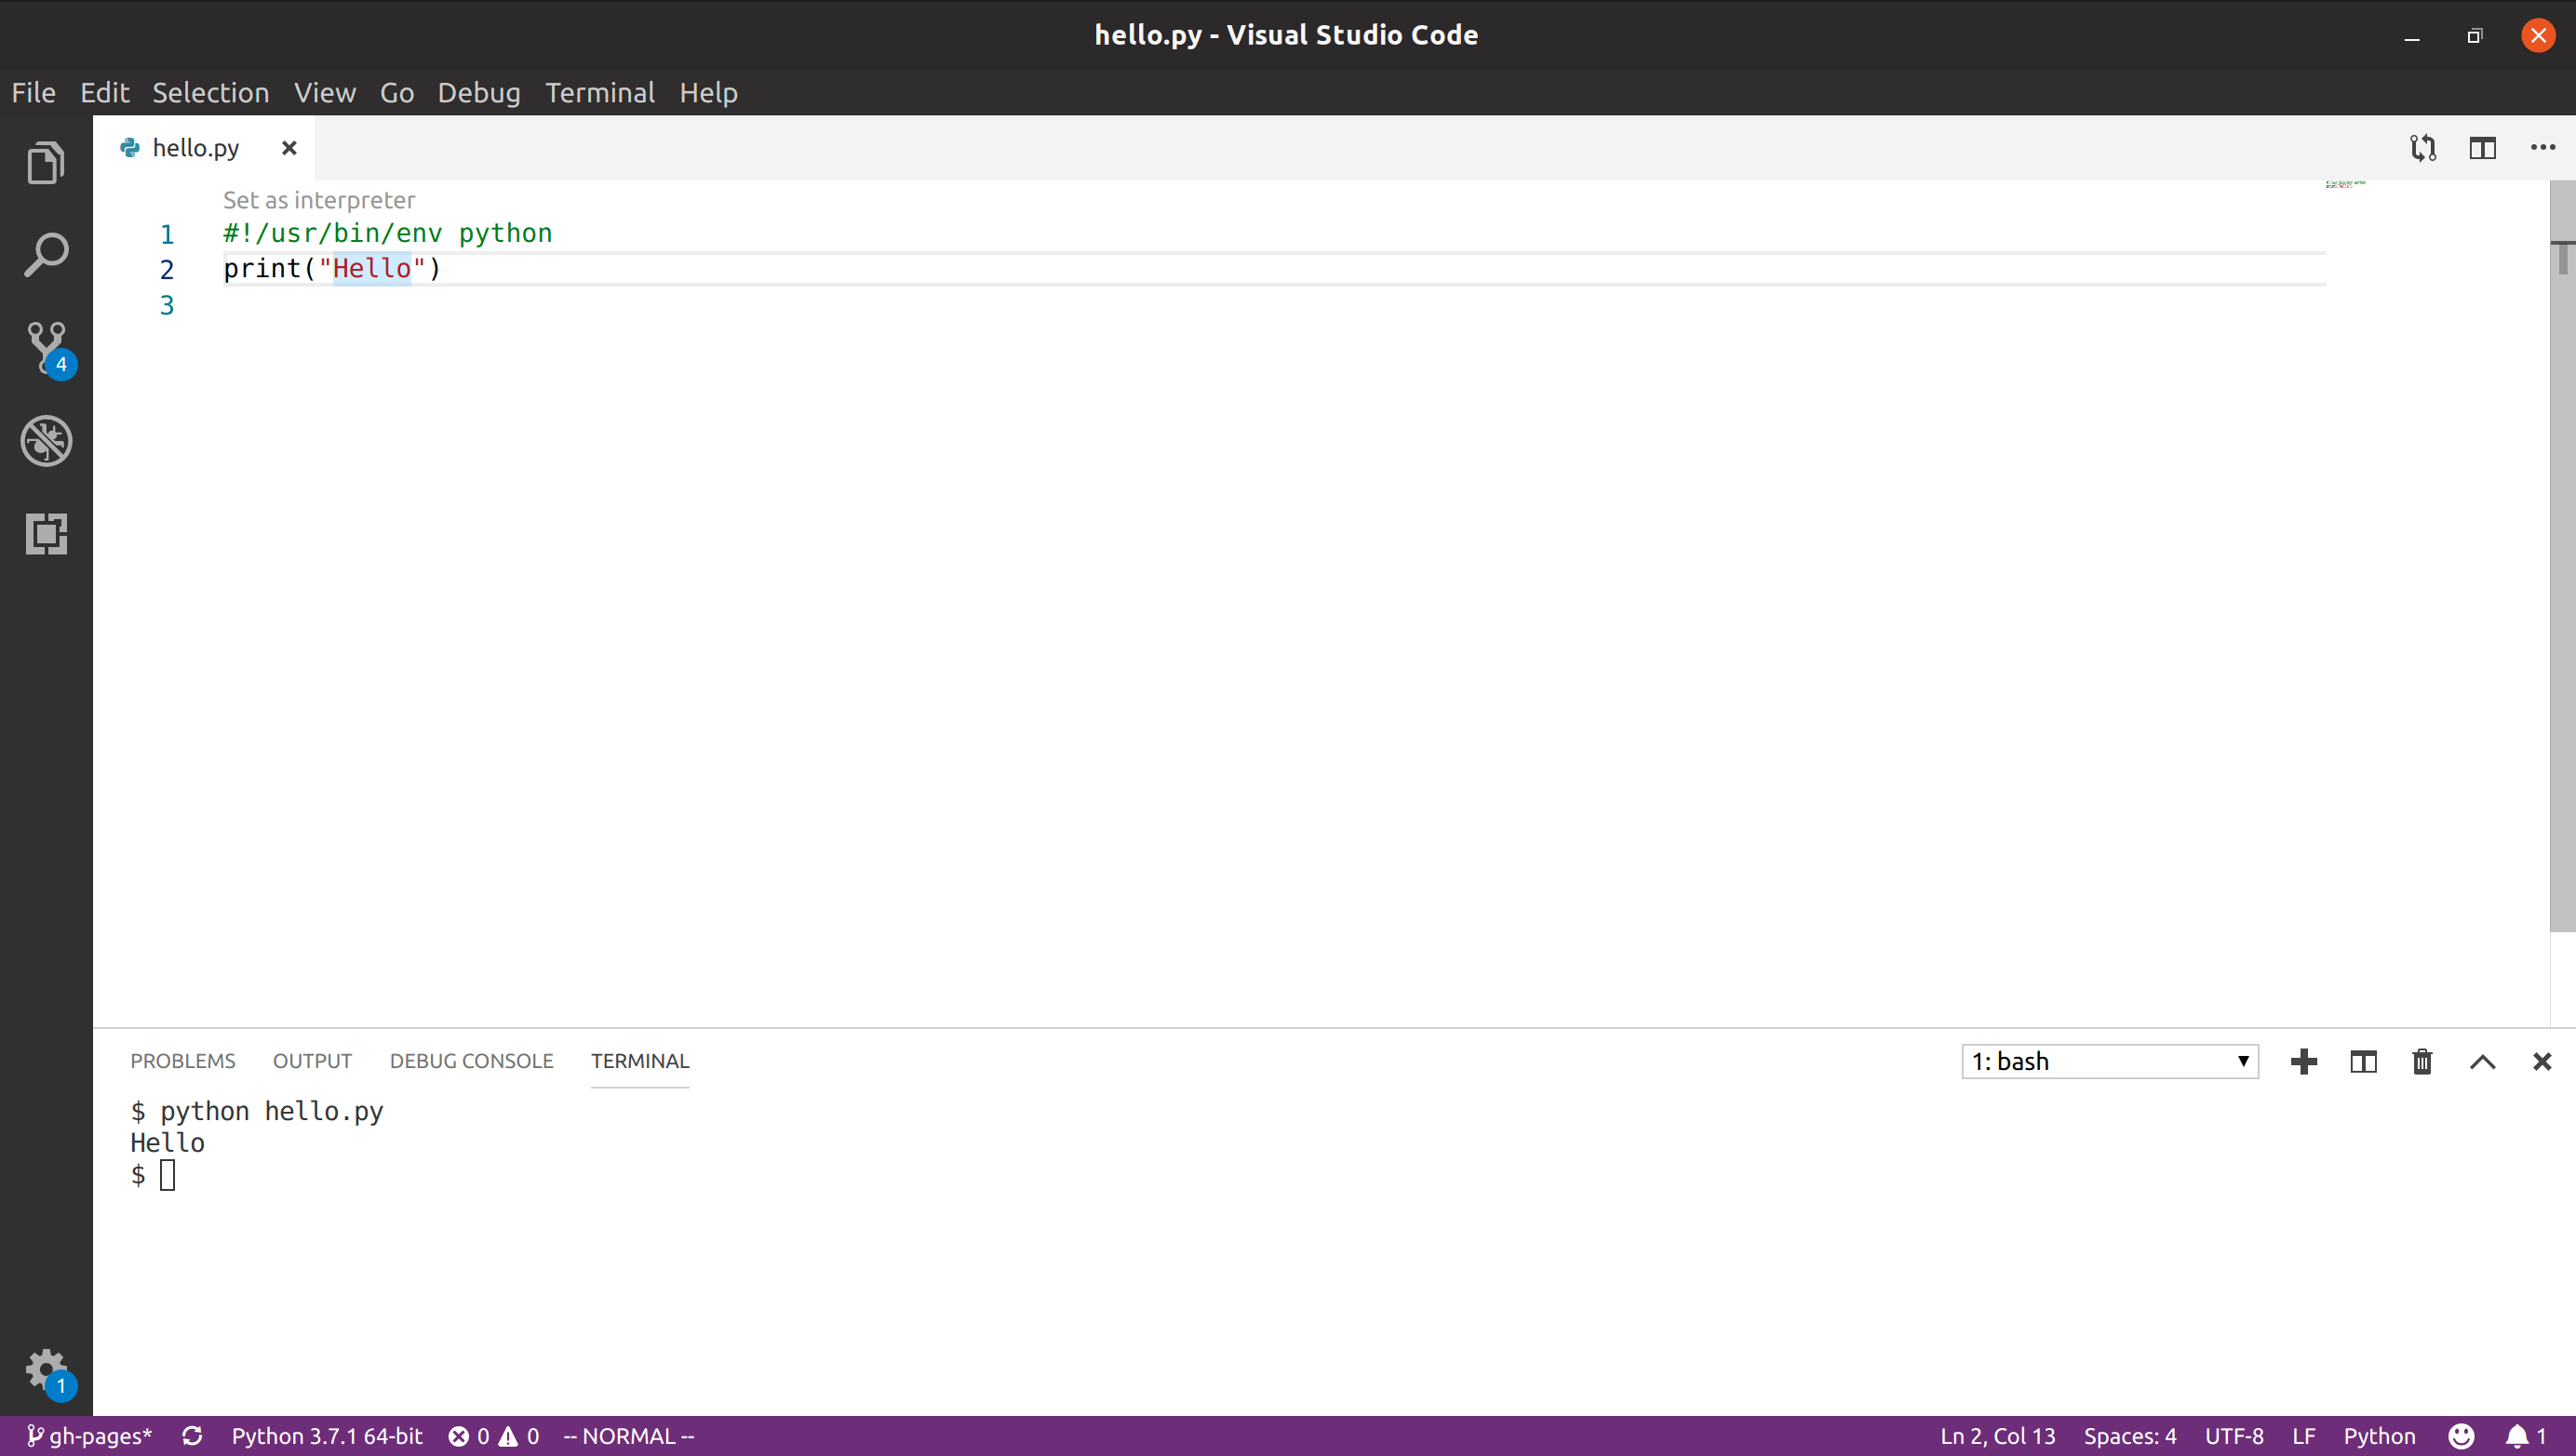 hello.py - Visual Studio Code
File Edit Selection View Go Debug Terminal Help
hello.py
Set as interpreter
1 #!/usr/bin/env python
2 print("Hello")
3
4
PROBLEMS OUTPUT DEBUG CONSOLE TERMINAL 1: bash
$ python hello.py
Hello
$
1
gh-pages* Python 3.7.1 64-bit 0 0 -- NORMAL -- Ln 2, Col 13 Spaces: 4 UTF-8 LF Python 1